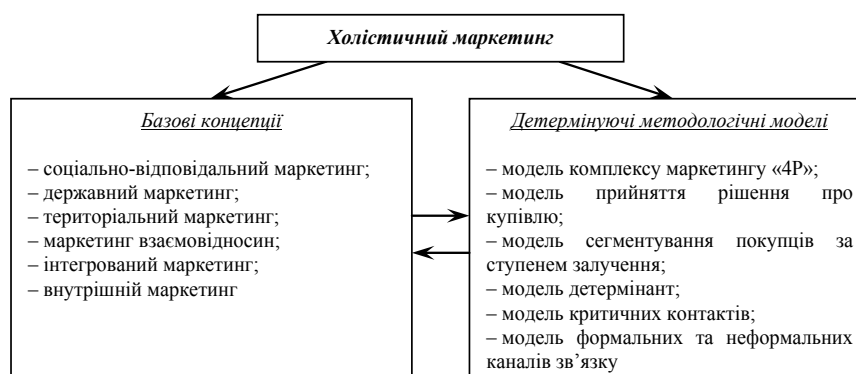 Холістичний маркетинг
Базові концепції
– соціально-відповідальний маркетинг;
– державний маркетинг;
– територіальний маркетинг;
– маркетинг взаємовідносин;
– інтегрований маркетинг;
– внутрішній маркетинг
Детермінуючі методологічні моделі
– модель комплексу маркетингу «4Р»;
– модель прийняття рішення про
купівлю;
– модель сегментування покупців за
ступенем залучення;
– модель детермінант;
– модель критичних контактів;
– модель формальних та неформальних
каналів зв’язку